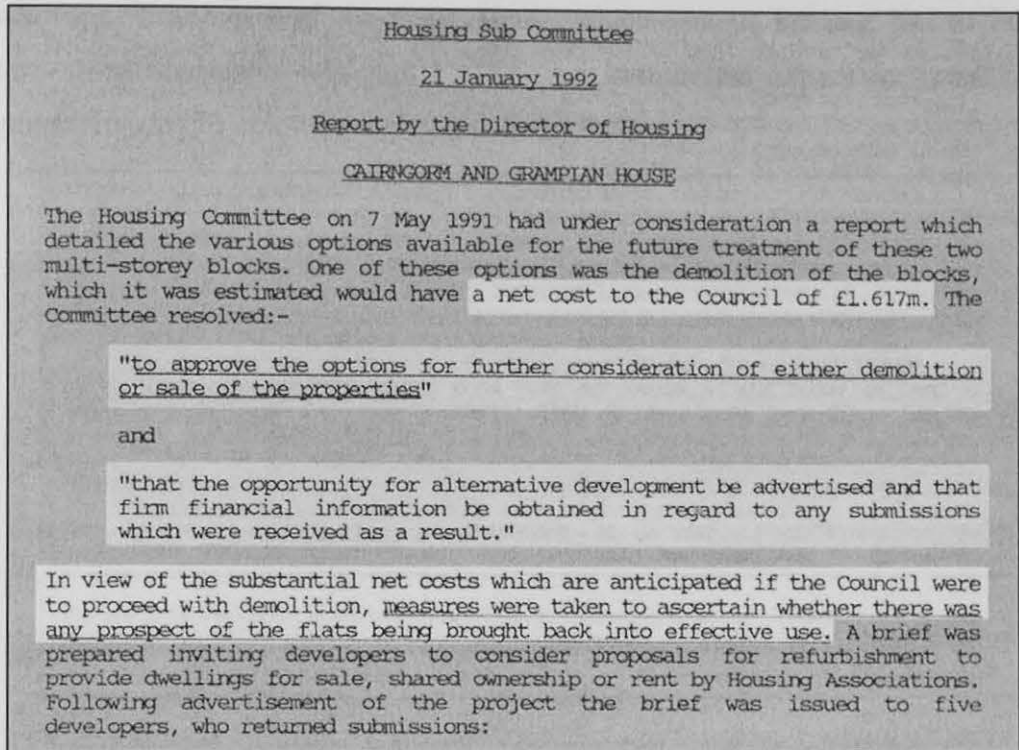 Housing Sub Committee
21 January 1992
Report by the Director of Housing
CAIRNGORM AND GRAMPIAN HOUSE
The Housing Committee on 7 May 1991 had under consideration a report which
detailed the various options available for the future treatment of these two
multi-storey blocks. One of these options was the demolition of the blocks,
which it was estimated would have a net cost to the Council of £1.617m. The
Committee resolved:-
"to approve the options for further consideration of either demolition
or sale of the properties"
and
"that the opportunity for alternative development be advertised and that
firm financial information be obtained in regard to any submissions
which were received as a result."
In view of the substantial net costs which are anticipated if the Council were
to proceed with demolition, measures were taken to ascertain whether there was
any prospect of the flats being brought back into effective use. A brief was
prepared inviting developers to consider proposals for refurbishment to
provide dwellings for sale, shared ownership or rent by Housing Associations.
Following advertisement of the project the brief was issued to five
developers, who returned submissions: